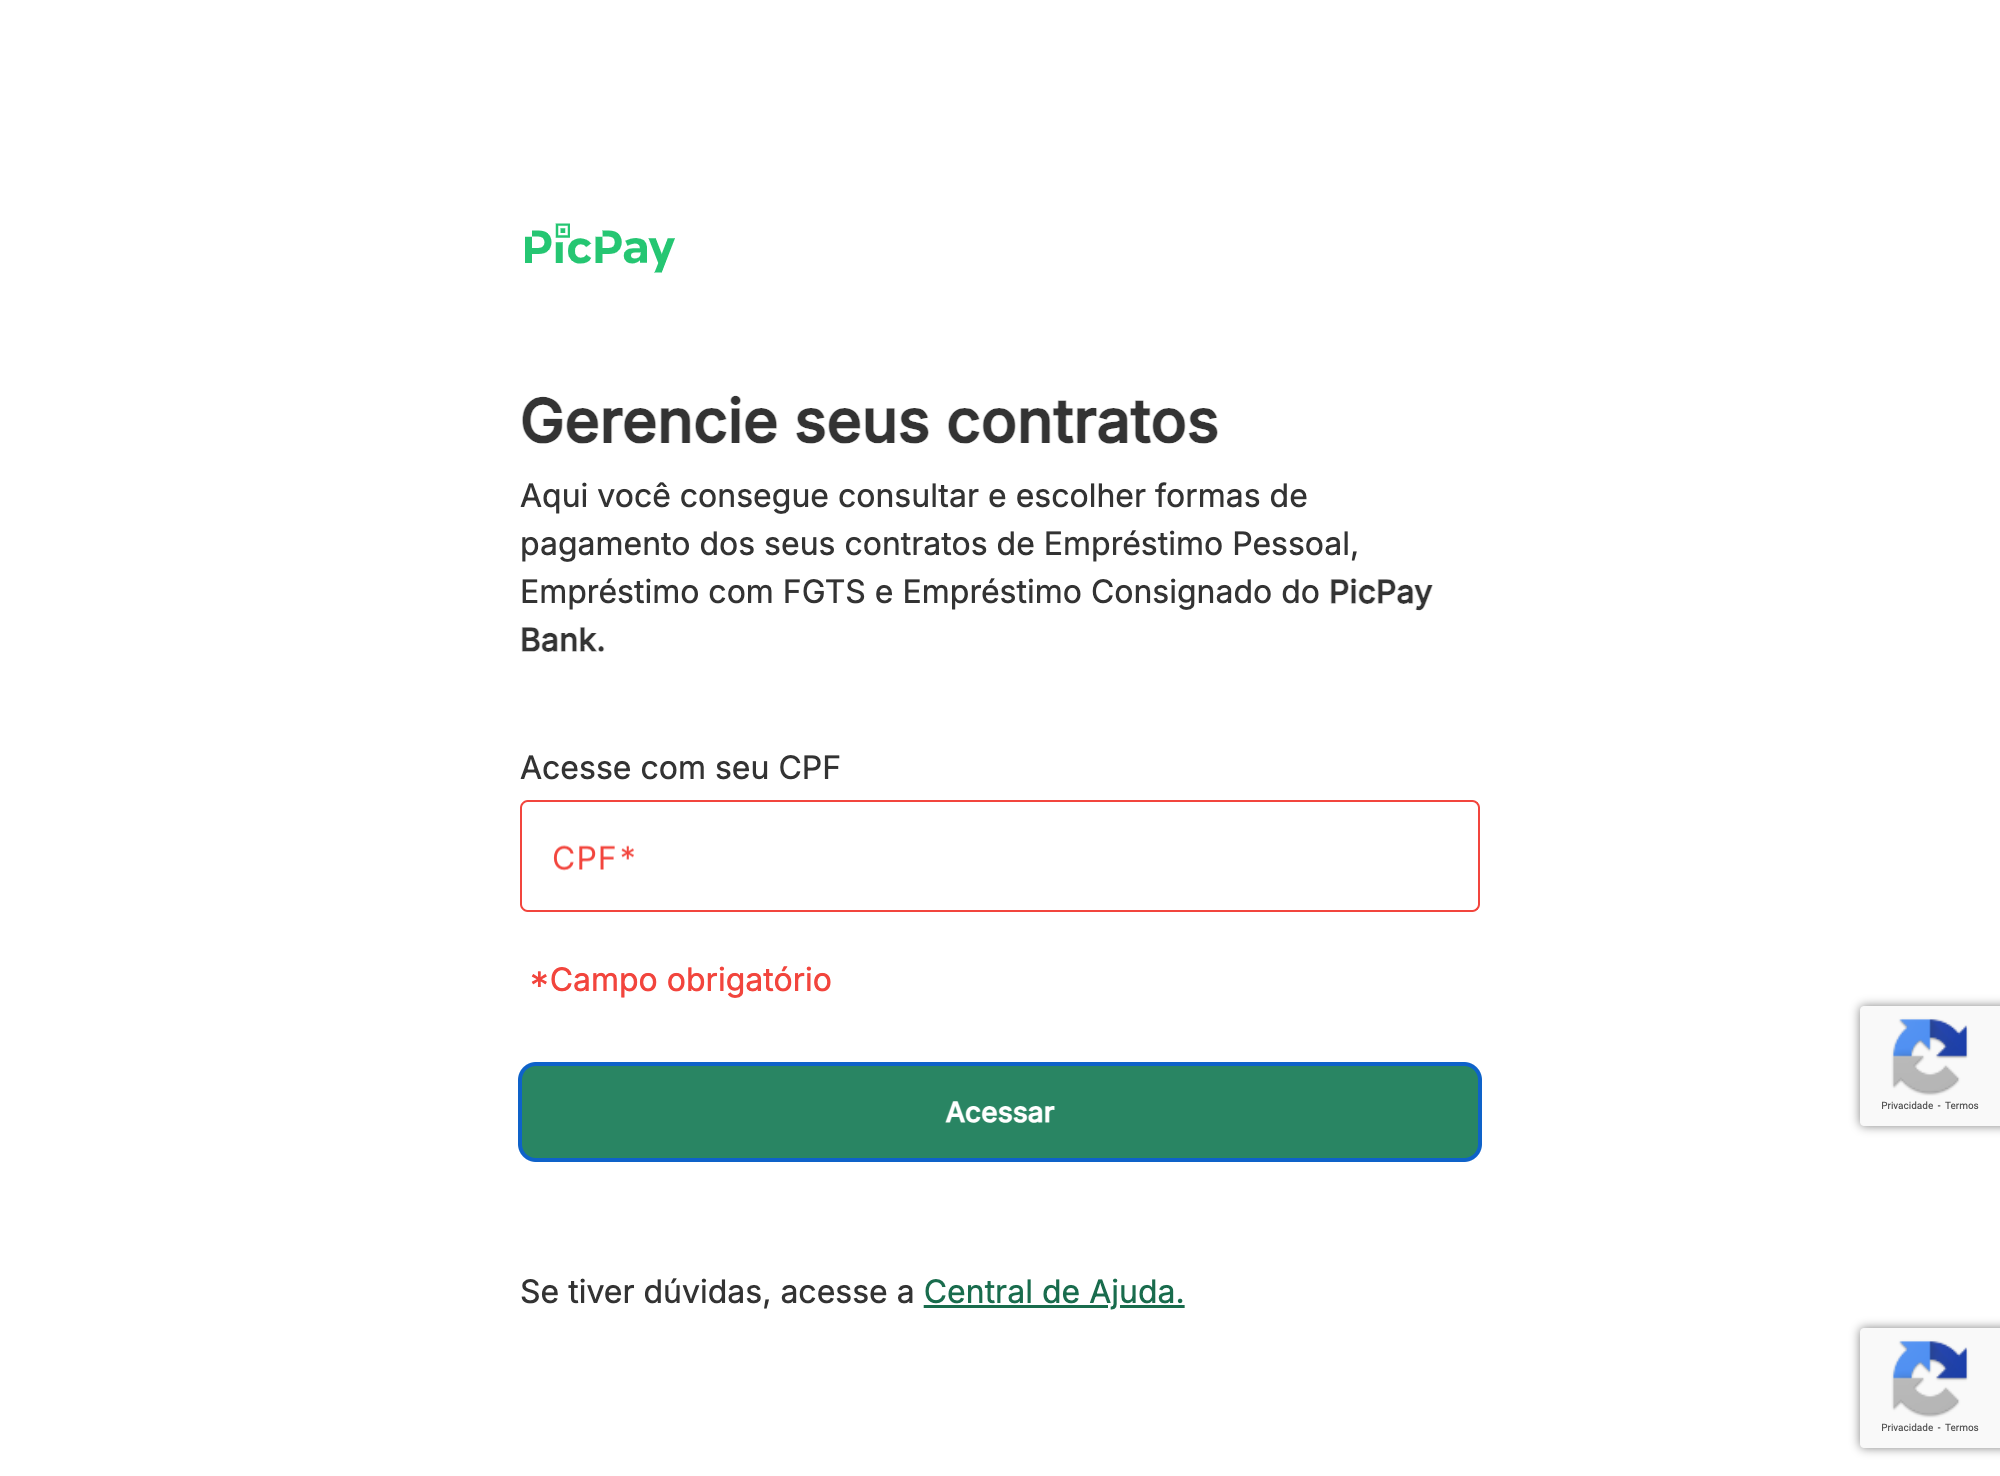 PicPay
Gerencie seus contratos
Aqui você consegue consultar e escolher formas de
pagamento dos seus contratos de Empréstimo Pessoal,
Empréstimo com FGTS e Empréstimo Consignado do PicPay
Bank.
Acesse com seu CPF
CPF*
*Campo obrigatório
Acessar
Se tiver dúvidas, acesse a Central de Ajuda.
Privacidade - Termos
Privacidade - Termos